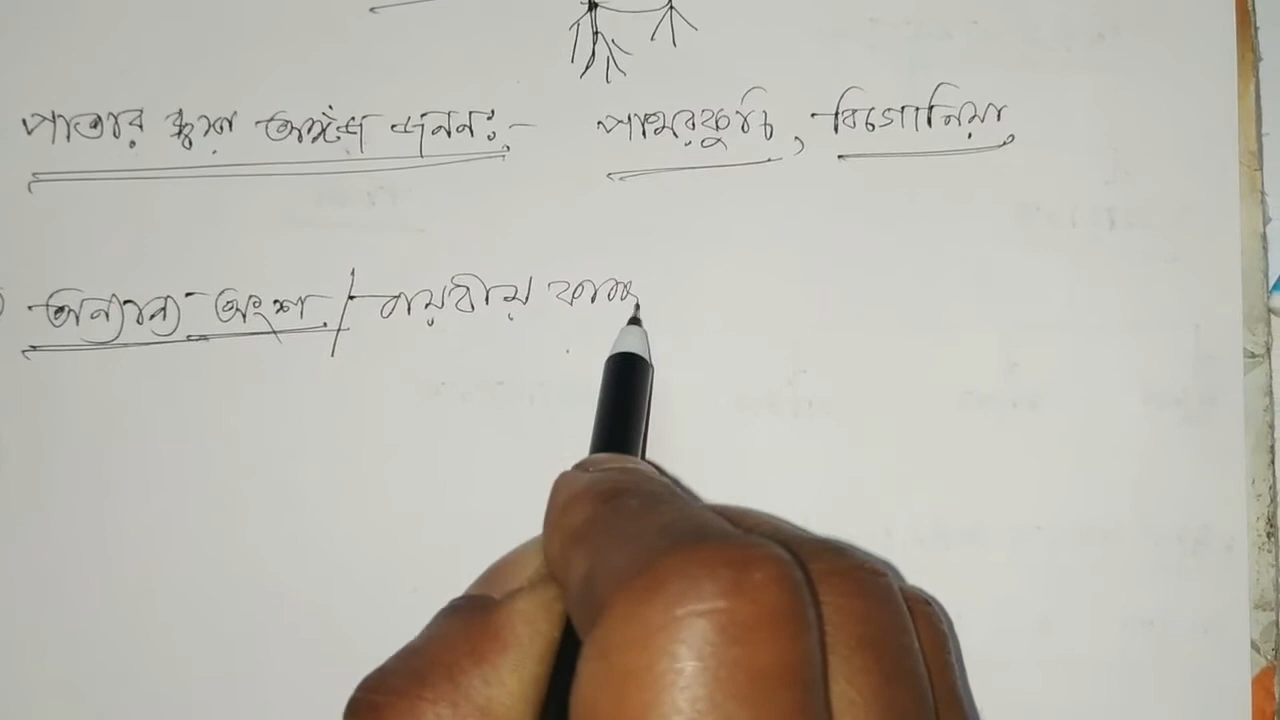 পাতার দ্বারা অঙ্গজ জনন:- পাথরকুচি, বিগোনিয়া
অন্যান্য অংশ / বায়বীয়